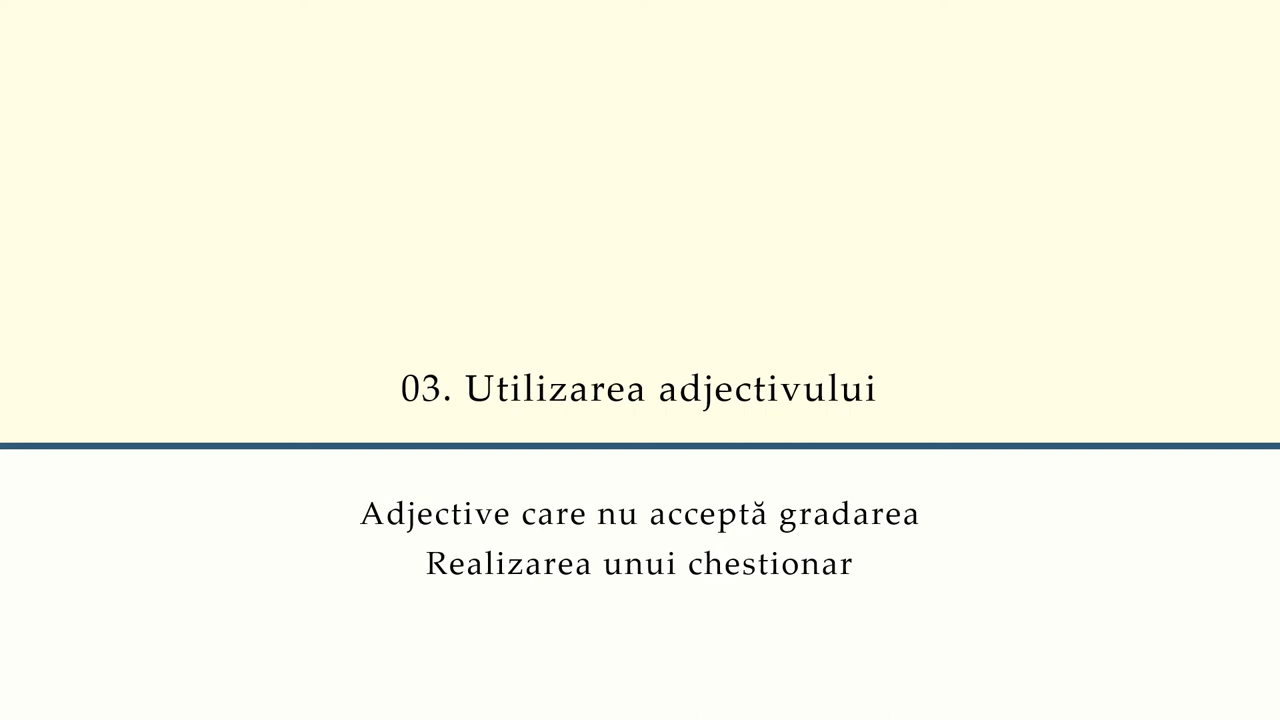 03. Utilizarea adjectivului
Adjective care nu acceptă gradarea
Realizarea unui chestionar